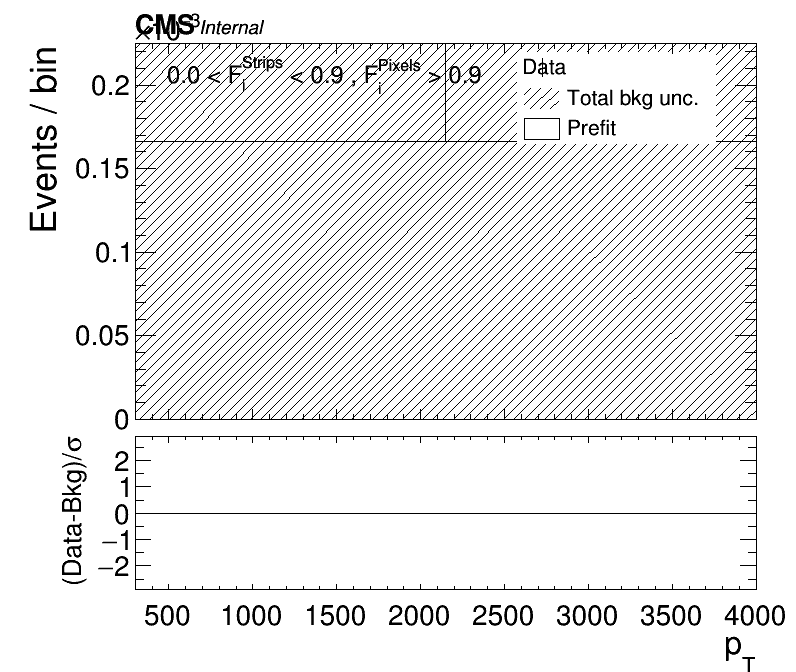 CMS Internal
×10³
Events / bin
0.0 < F_i^Strips < 0.9 , F_i^Pixels > 0.9
Data
Total bkg unc.
Prefit
0.2
0.15
0.1
0.05
0
(Data-Bkg)/σ
2
1
0
−1
−2
500 1000 1500 2000 2500 3000 3500 4000
p_T